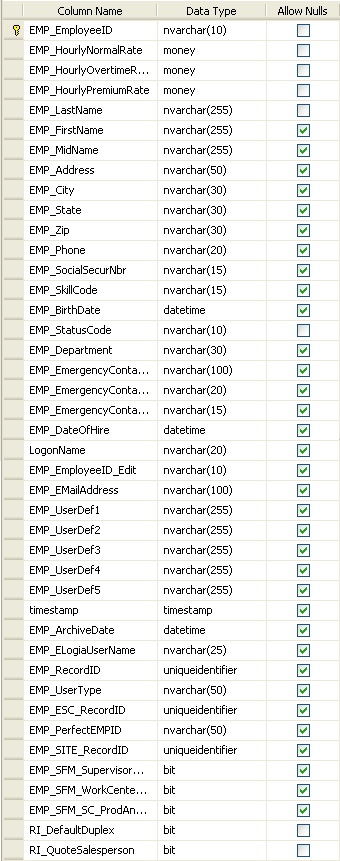 Column Name Data Type Allow Nulls
EMP_EmployeeID nvarchar(10)
EMP_HourlyNormalRate money
EMP_HourlyOvertimeR... money
EMP_HourlyPremiumRate money
EMP_LastName nvarchar(255)
EMP_FirstName nvarchar(255)
EMP_MidName nvarchar(255)
EMP_Address nvarchar(50)
EMP_City nvarchar(30)
EMP_State nvarchar(30)
EMP_Zip nvarchar(30)
EMP_Phone nvarchar(20)
EMP_SocialSecurNbr nvarchar(15)
EMP_SkillCode nvarchar(15)
EMP_BirthDate datetime
EMP_StatusCode nvarchar(10)
EMP_Department nvarchar(30)
EMP_EmergencyConta... nvarchar(100)
EMP_EmergencyConta... nvarchar(20)
EMP_EmergencyConta... nvarchar(15)
EMP_DateOfHire datetime
LogonName nvarchar(20)
EMP_EmployeeID_Edit nvarchar(10)
EMP_EMailAddress nvarchar(100)
EMP_UserDef1 nvarchar(255)
EMP_UserDef2 nvarchar(255)
EMP_UserDef3 nvarchar(255)
EMP_UserDef4 nvarchar(255)
EMP_UserDef5 nvarchar(255)
timestamp timestamp
EMP_ArchiveDate datetime
EMP_ELogiaUserName nvarchar(25)
EMP_RecordID uniqueidentifier
EMP_UserType nvarchar(50)
EMP_ESC_RecordID uniqueidentifier
EMP_PerfectEMPID nvarchar(50)
EMP_SITE_RecordID uniqueidentifier
EMP_SFM_Supervisor... bit
EMP_SFM_WorkCente... bit
EMP_SFM_SC_ProdAn... bit
RI_DefaultDuplex bit
RI_QuoteSalesperson bit